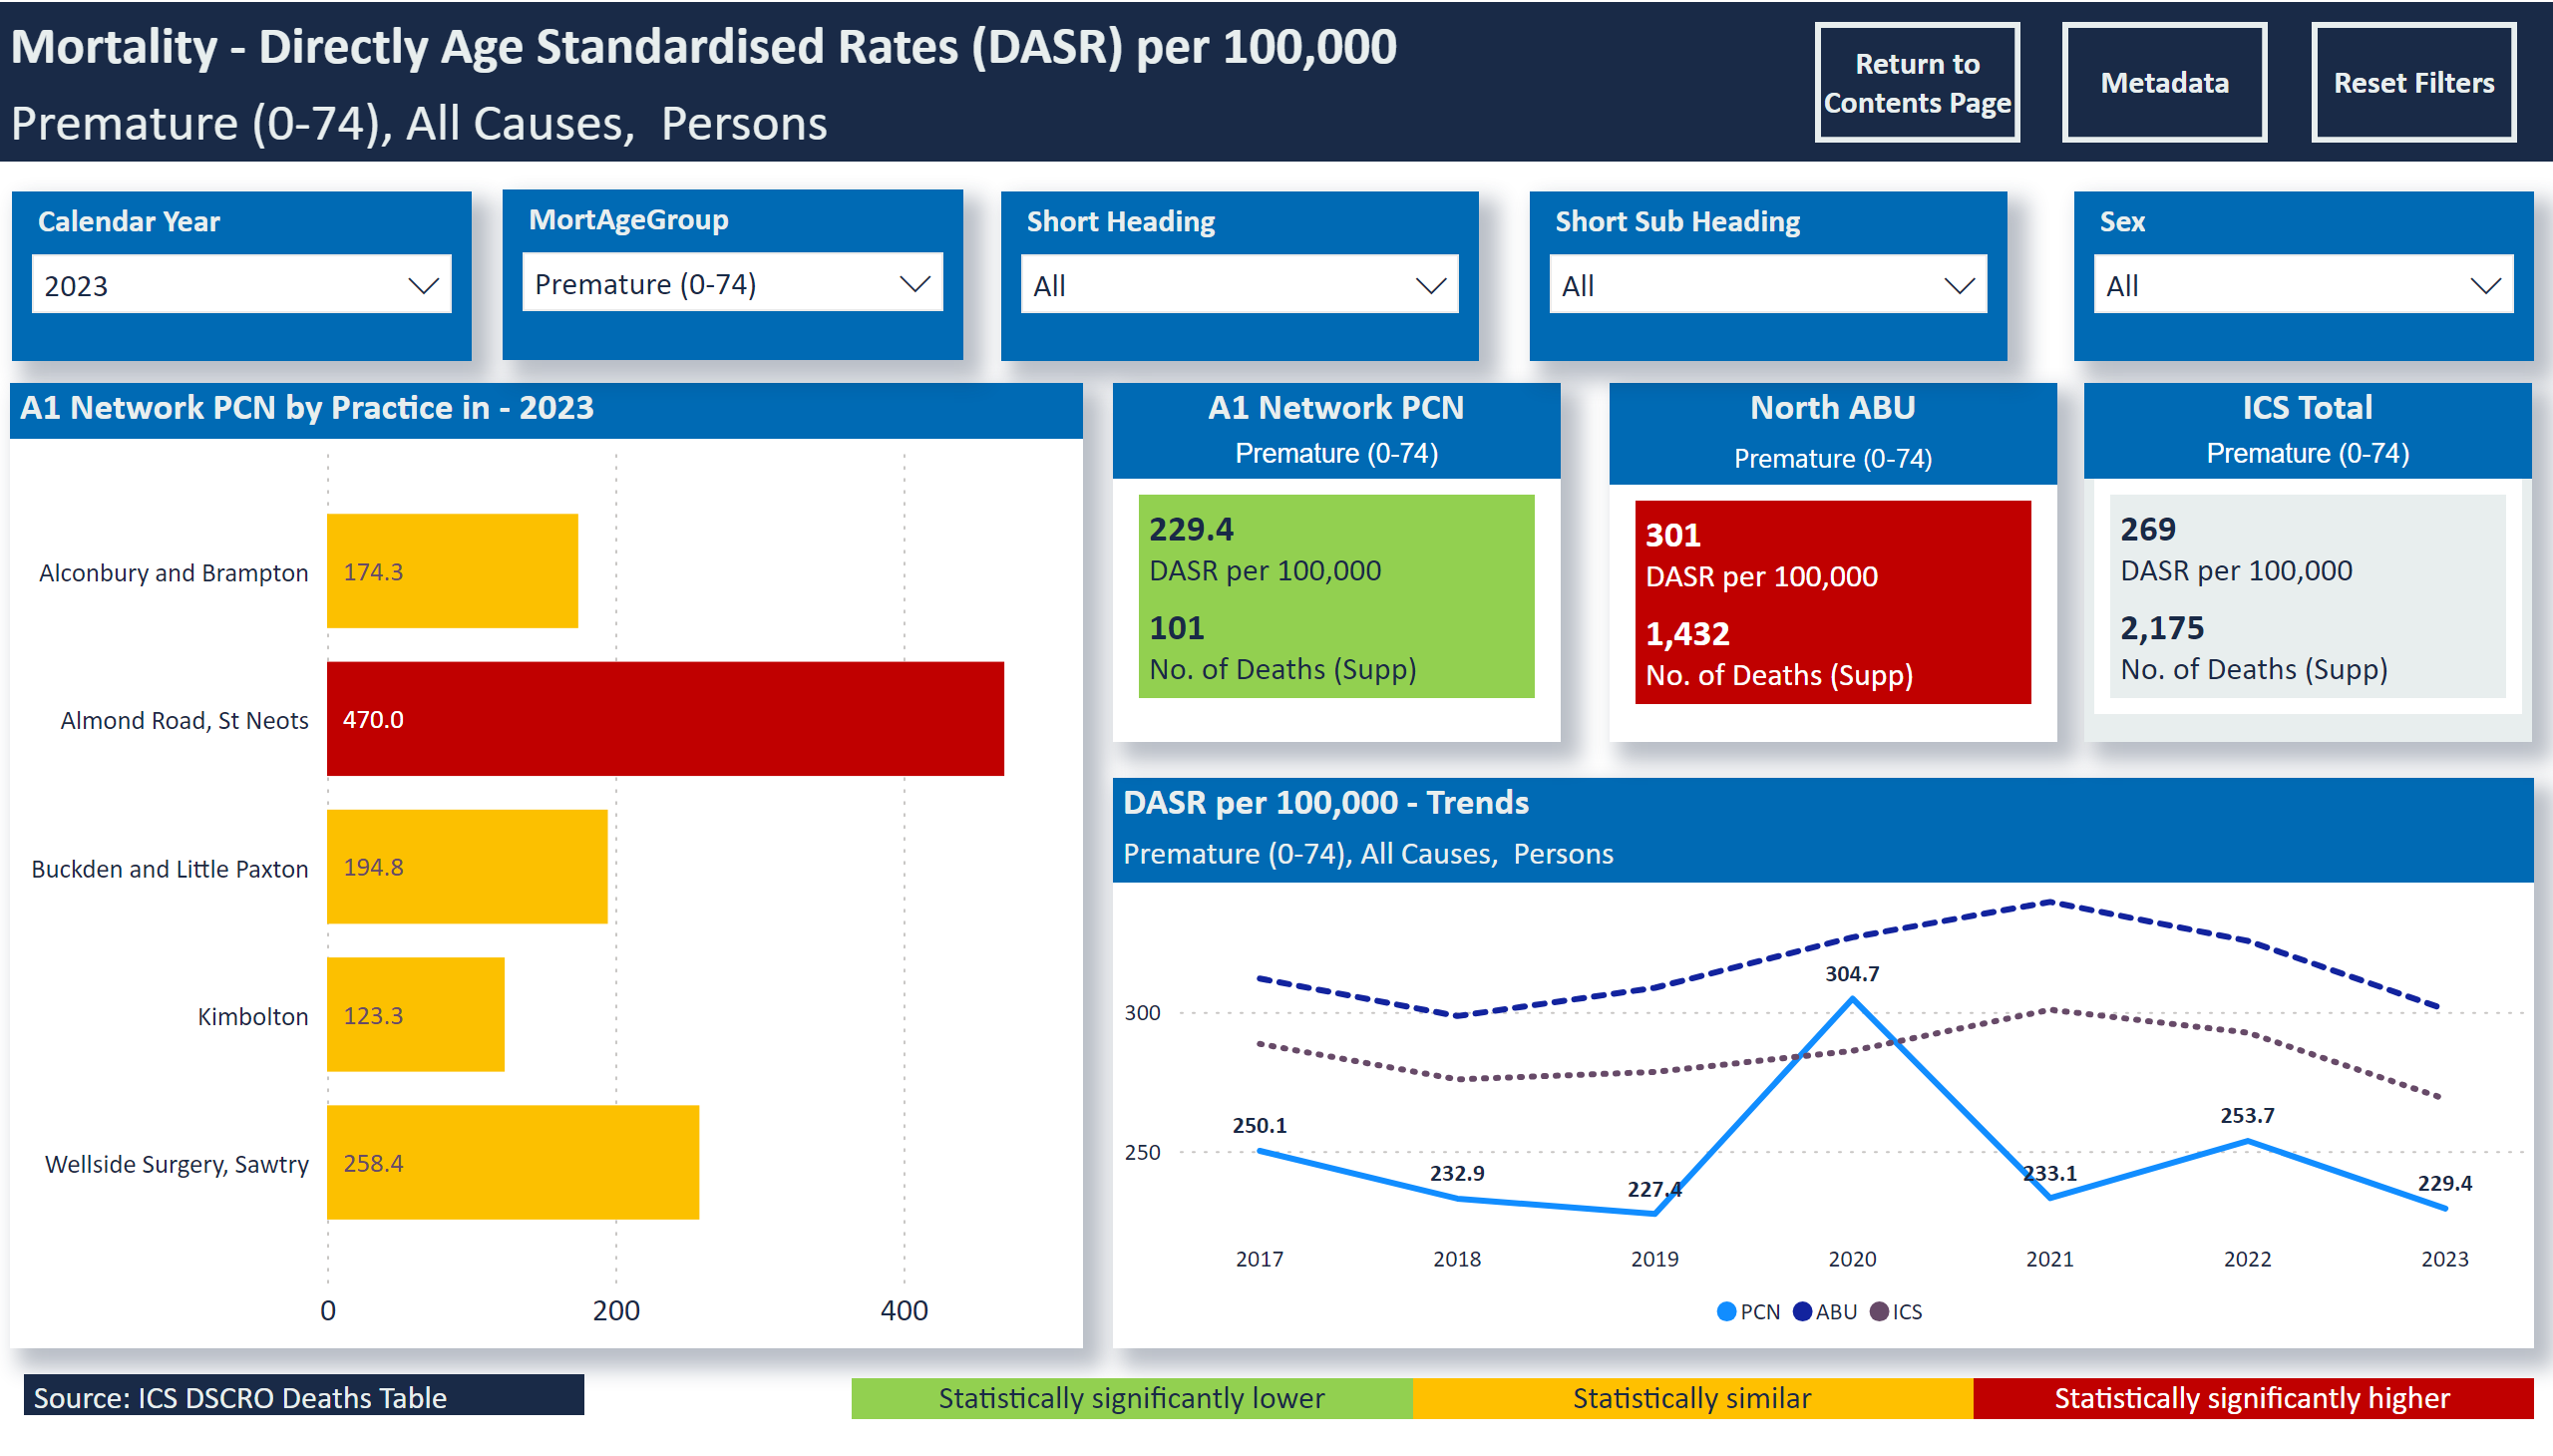 Mortality - Directly Age Standardised Rates (DASR) per 100,000
Premature (0-74), All Causes,  Persons
Return to
Contents Page
Metadata
Reset Filters
Calendar Year
2023
MortAgeGroup
Premature (0-74)
Short Heading
All
Short Sub Heading
All
Sex
All
A1 Network PCN by Practice in - 2023
Alconbury and Brampton
174.3
Almond Road, St Neots
470.0
Buckden and Little Paxton
194.8
Kimbolton
123.3
Wellside Surgery, Sawtry
258.4
0
200
400
A1 Network PCN
Premature (0-74)
229.4
DASR per 100,000
101
No. of Deaths (Supp)
North ABU
Premature (0-74)
301
DASR per 100,000
1,432
No. of Deaths (Supp)
ICS Total
Premature (0-74)
269
DASR per 100,000
2,175
No. of Deaths (Supp)
DASR per 100,000 - Trends
Premature (0-74), All Causes,  Persons
300
250
250.1
232.9
227.4
304.7
233.1
253.7
229.4
2017
2018
2019
2020
2021
2022
2023
PCN
ABU
ICS
Source: ICS DSCRO Deaths Table
Statistically significantly lower
Statistically similar
Statistically significantly higher